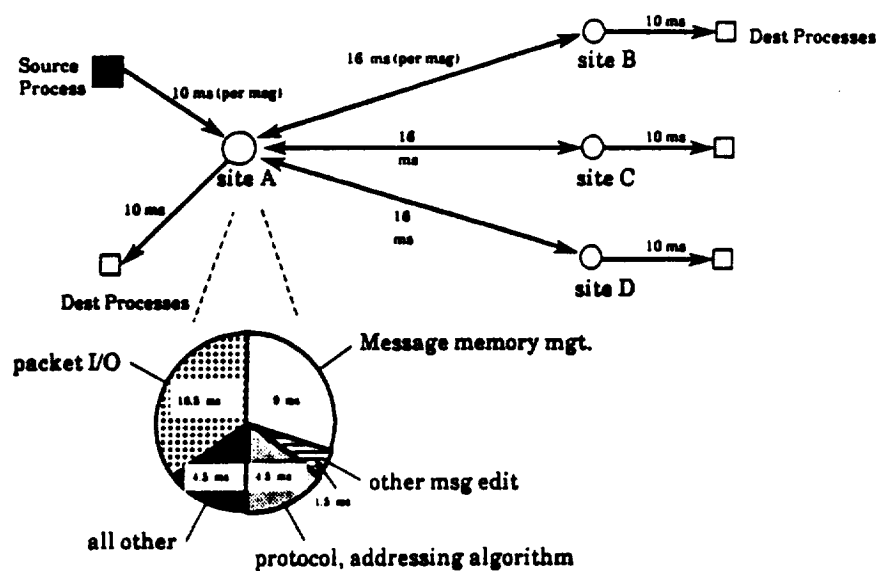 10 ms
16 ms (per msg)
Dest Processes
site B
Source
Process
10 ms (per msg)
16
ms
10 ms
site A
site C
10 ms
16
ms
10 ms
site D
Dest Processes
Message memory mgt.
packet I/O
10.5 ms
9 ms
4.5 ms
4.5 ms
1.5 ms
other msg edit
all other
protocol, addressing algorithm